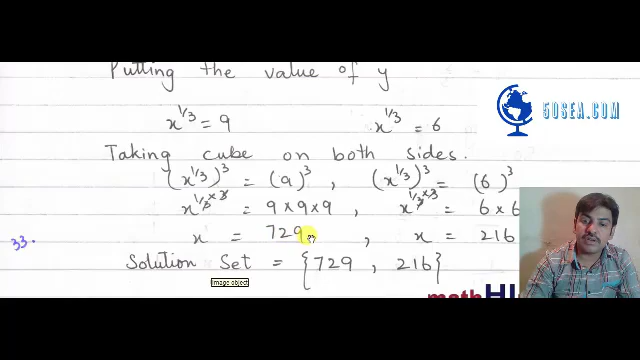 Putting the value of y
x^1/3 = 9    x^1/3 = 6
50SEA.COM
Taking cube on both sides.
(x^1/3)^3 = (9)^3 , (x^1/3)^3 = (6)^3
x^1/3×3 = 9 × 9 × 9 , x^1/3×3 = 6 × 6
33.
x = 729 , x = 216
Solution Set = {729 , 216}
Image object